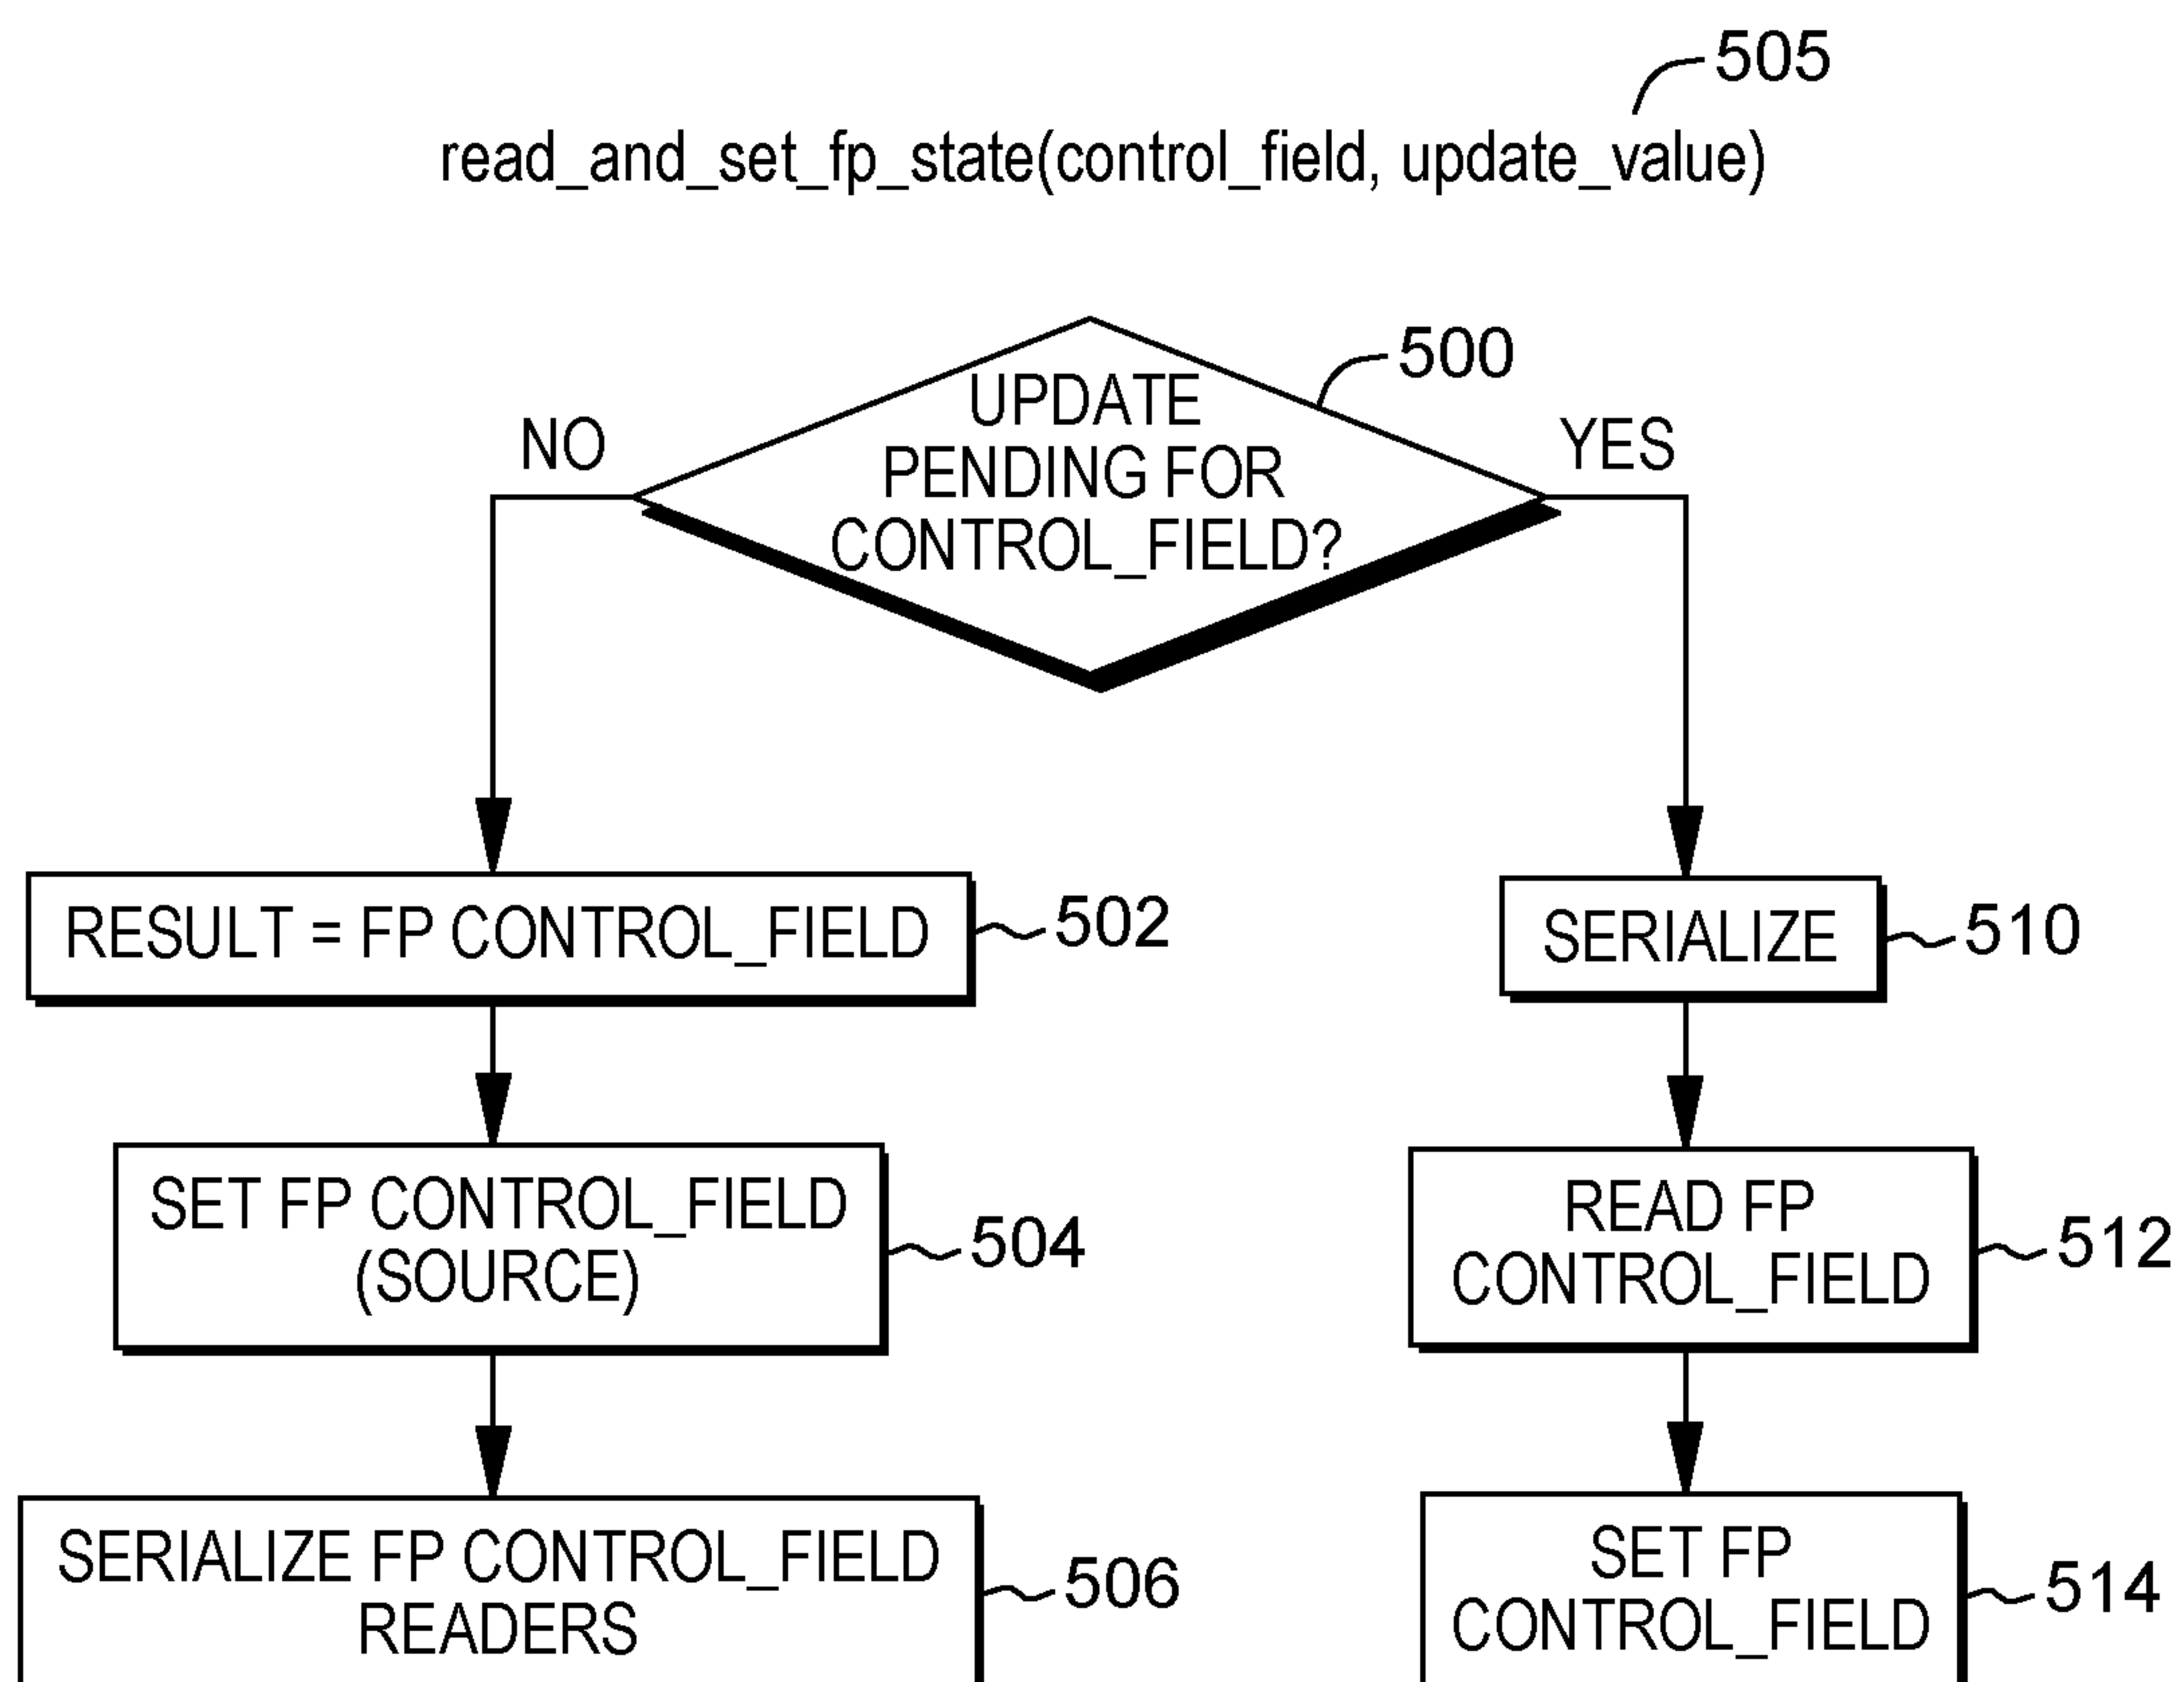 505
read_and_set_fp_state(control_field, update_value)
500
UPDATE
PENDING FOR
CONTROL_FIELD?
NO
YES
RESULT = FP CONTROL_FIELD
502
SERIALIZE
510
SET FP CONTROL_FIELD
(SOURCE)
504
READ FP
CONTROL_FIELD
512
SERIALIZE FP CONTROL_FIELD
READERS
506
SET FP
CONTROL_FIELD
514